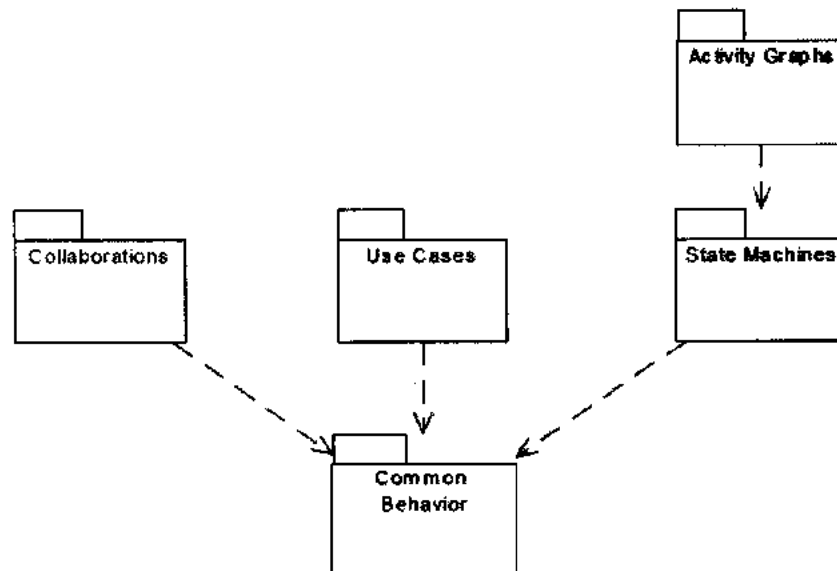 Activity Graphs
Collaborations
Use Cases
State Machines
Common
Behavior